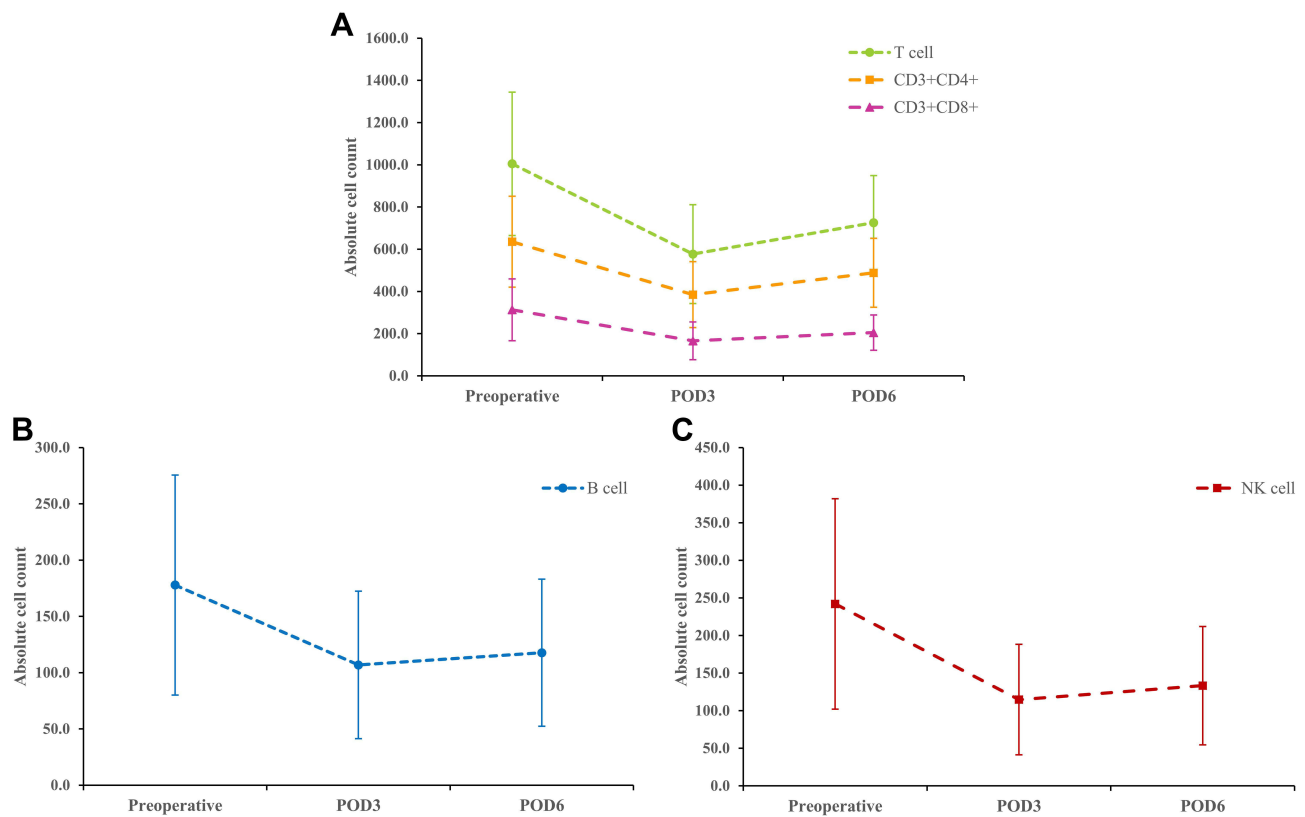 A
1600.0
1400.0
1200.0
1000.0
800.0
600.0
400.0
200.0
0.0
Absolute cell count
T cell
CD3+CD4+
CD3+CD8+
Preoperative POD3 POD6
B
300.0
250.0
200.0
150.0
100.0
50.0
0.0
Absolute cell count
B cell
Preoperative POD3 POD6
C
450.0
400.0
350.0
300.0
250.0
200.0
150.0
100.0
50.0
0.0
Absolute cell count
NK cell
Preoperative POD3 POD6